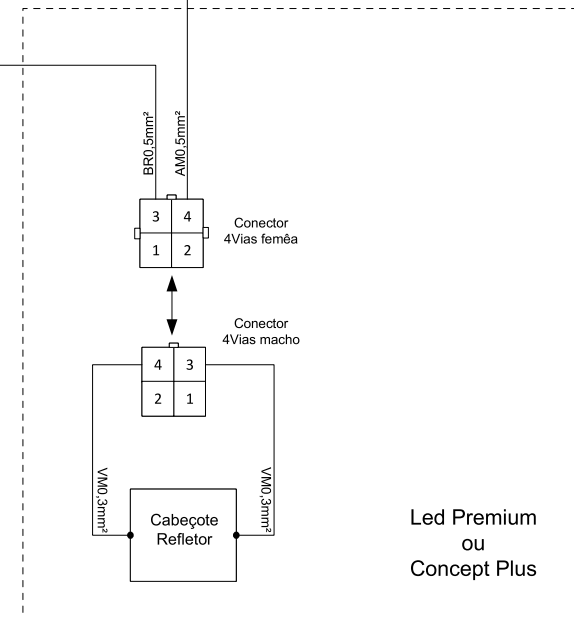 BR0,5mm²
AM0,5mm²
3 4
1 2
Conector
4Vias femêa
Conector
4Vias macho
4 3
2 1
VM0,3mm²
VM0,3mm²
Cabeçote
Refletor
Led Premium
ou
Concept Plus